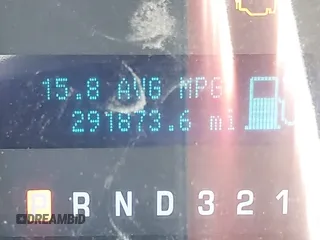 15.8 AVG MPG
291873.6 mi
P R N D 3 2 1
DREAMBID